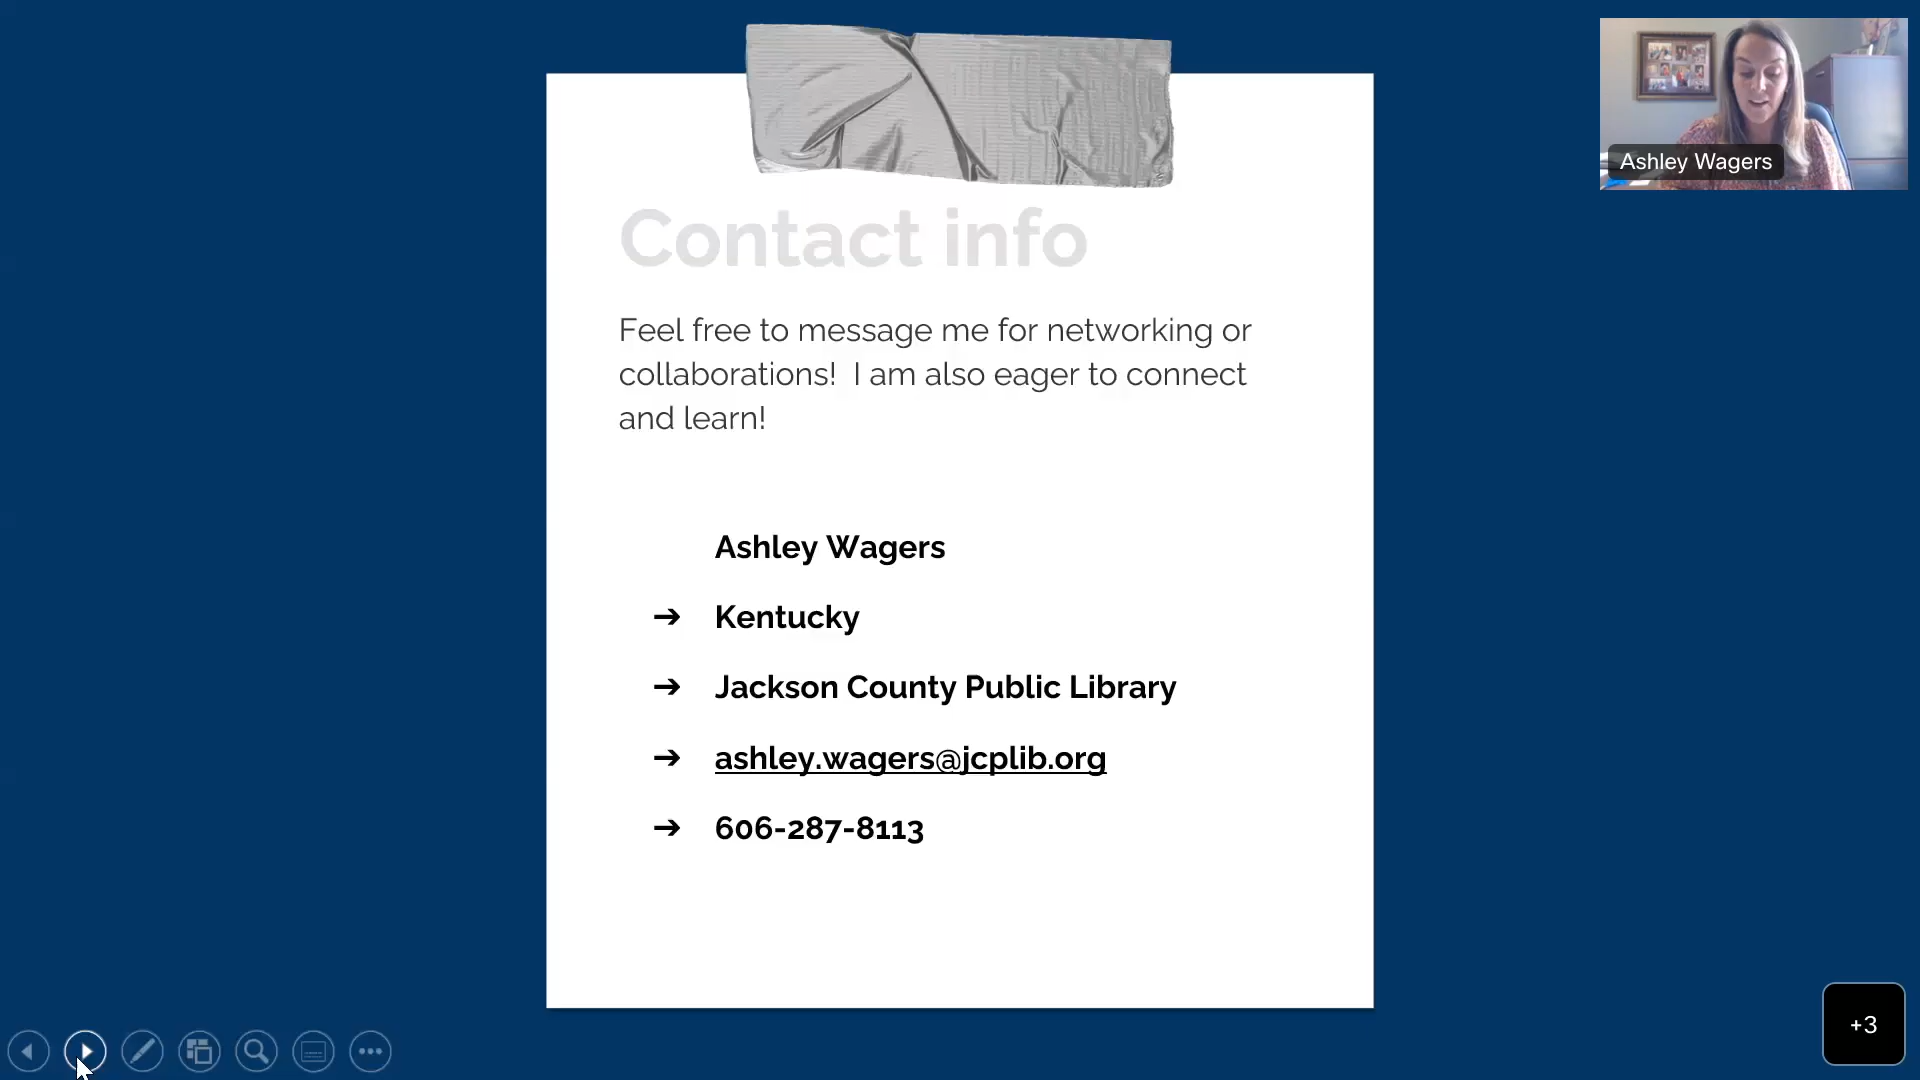 Contact info
Feel free to message me for networking or
collaborations!  I am also eager to connect
and learn!
Ashley Wagers
➔ Kentucky
➔ Jackson County Public Library
➔ ashley.wagers@jcplib.org
➔ 606-287-8113
Ashley Wagers
+3